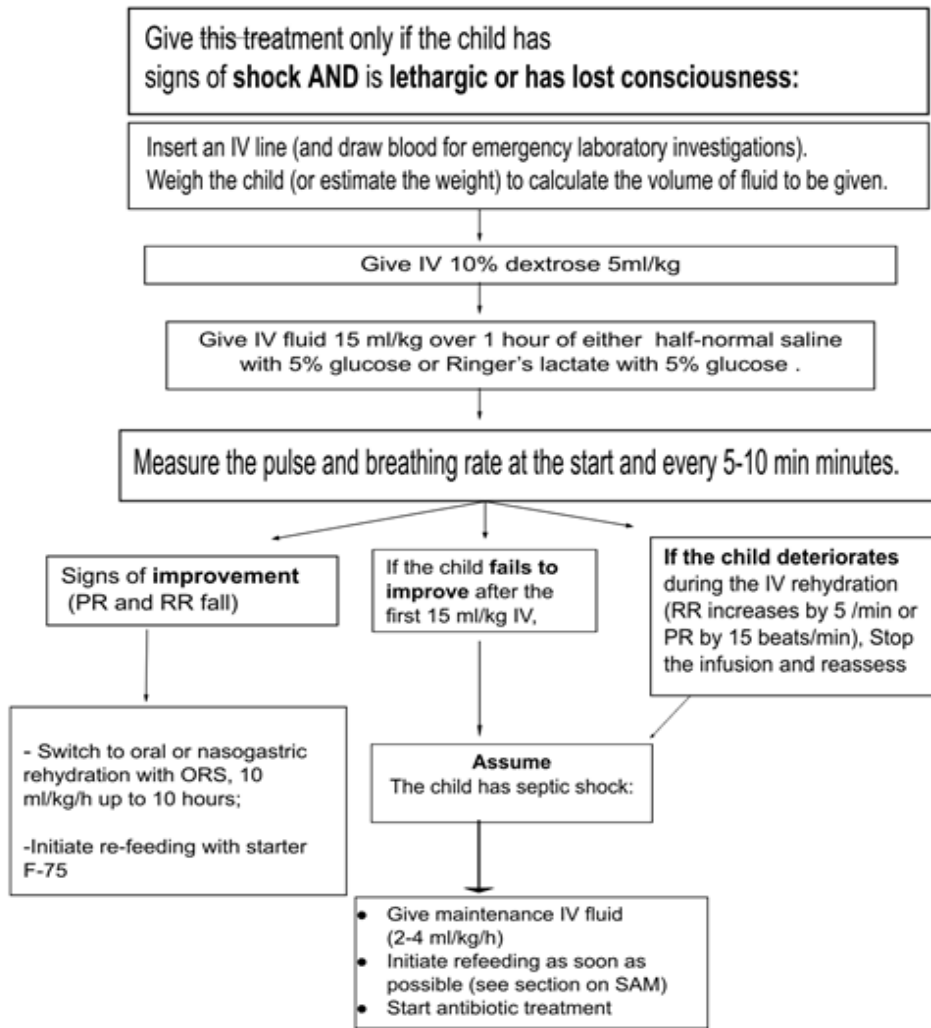 Give this treatment only if the child has
signs of shock AND is lethargic or has lost consciousness:
Insert an IV line (and draw blood for emergency laboratory investigations).
Weigh the child (or estimate the weight) to calculate the volume of fluid to be given.
Give IV 10% dextrose 5ml/kg
Give IV fluid 15 ml/kg over 1 hour of either half-normal saline
with 5% glucose or Ringer's lactate with 5% glucose .
Measure the pulse and breathing rate at the start and every 5-10 min minutes.
Signs of improvement
(PR and RR fall)
If the child fails to
improve after the
first 15 ml/kg IV,
If the child deteriorates
during the IV rehydration
(RR increases by 5 /min or
PR by 15 beats/min), Stop
the infusion and reassess
- Switch to oral or nasogastric
rehydration with ORS, 10
ml/kg/h up to 10 hours;
-Initiate re-feeding with starter
F-75
Assume
The child has septic shock:
● Give maintenance IV fluid
(2-4 ml/kg/h)
● Initiate refeeding as soon as
possible (see section on SAM)
● Start antibiotic treatment